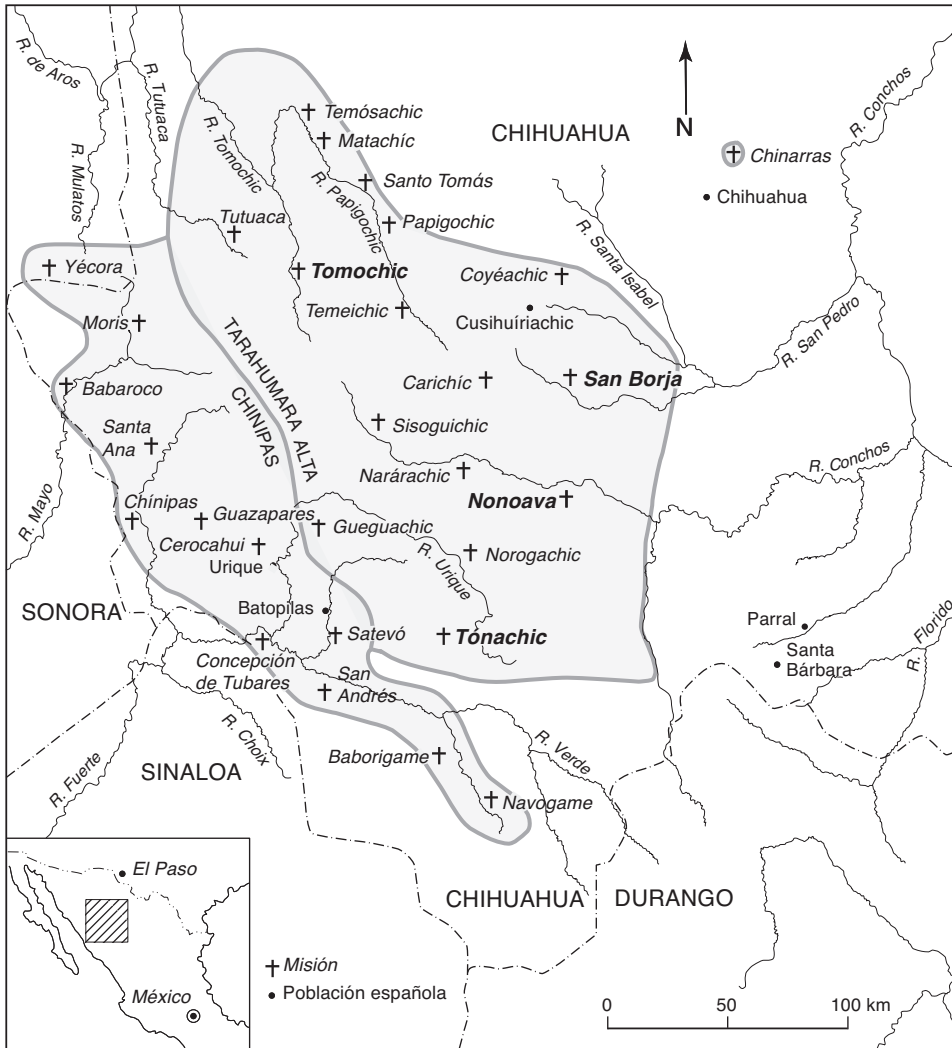 R. de Aros
R. Tutuaca
R. Mulatos
R. Tomochic
Temósachic
Matachíc
CHIHUAHUA
N
R. Conchos
Chinarras
Chihuahua
Santo Tomás
R. Papigochic
Papigochic
Tutuaca
R. Santa Isabel
Yécora
Tomochic
Coyéachic
Moris
Temeichic
Cusihuíriachic
R. San Pedro
TARAHUMARA ALTA
CHINIPAS
Babaroco
Carichíc
San Borja
Santa
Ana
Sisoguichic
R. Mayo
Narárachic
R. Conchos
Nonoava
Chínipas
Guazapares
Gueguachic
Cerocahui
Urique
R. Urique
Norogachic
SONORA
Batopilas
Satevó
Tónachic
Parral
Santa
Bárbara
R. Florido
Concepción
de Tubares
San
Andrés
R. Choix
R. Fuerte
SINALOA
Baborigame
R. Verde
Navogame
CHIHUAHUA
DURANGO
El Paso
México
Misión
Población española
0 50 100 km